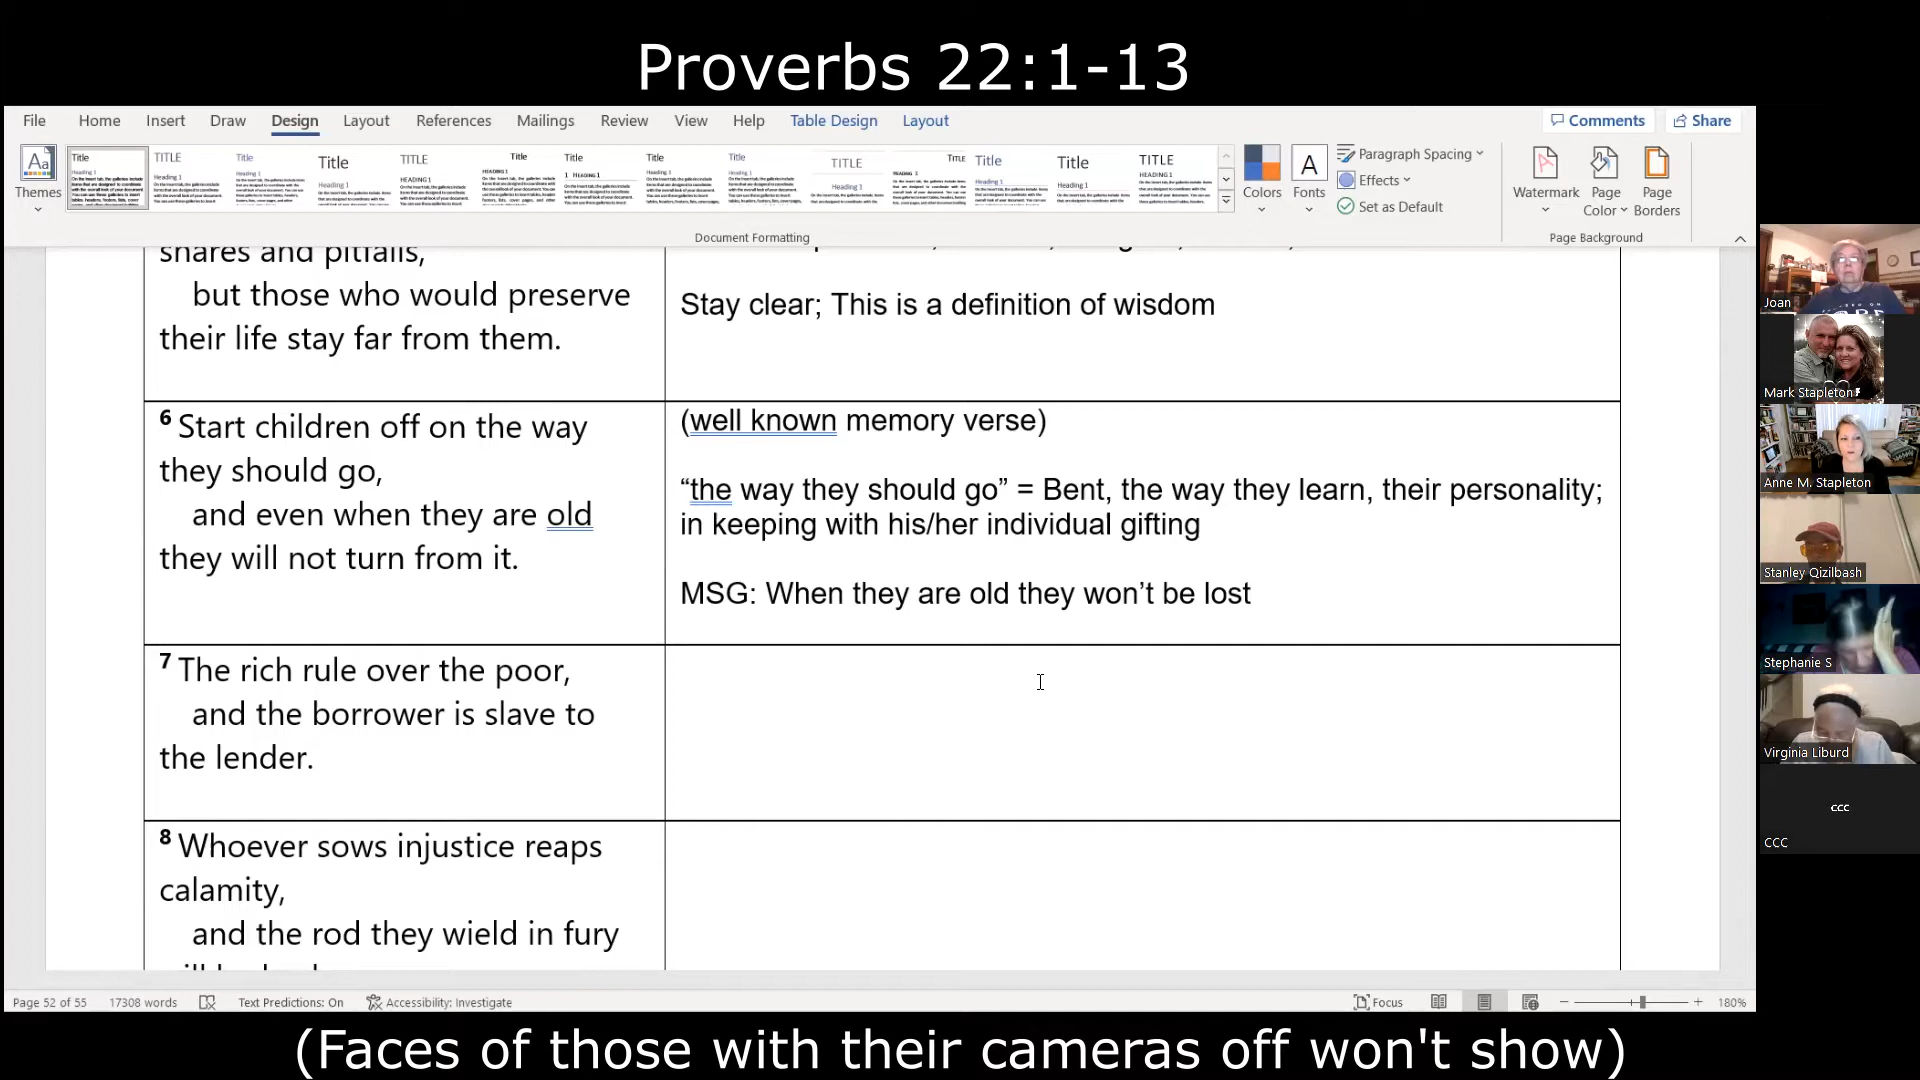 Proverbs 22:1-13
File Home Insert Draw Design Layout References Mailings Review View Help Table Design Layout Comments Share
Themes
Colors
Fonts
Paragraph Spacing
Effects
Set as Default
Watermark
Page Color
Page Borders
Document Formatting
Page Background
snares and pitfalls,
but those who would preserve
their life stay far from them.
Stay clear; This is a definition of wisdom
6 Start children off on the way
they should go,
and even when they are old
they will not turn from it.
(well known memory verse)
“the way they should go” = Bent, the way they learn, their personality;
in keeping with his/her individual gifting
MSG: When they are old they won’t be lost
7 The rich rule over the poor,
and the borrower is slave to
the lender.
8 Whoever sows injustice reaps
calamity,
and the rod they wield in fury
Joan
Mark Stapleton
Anne M. Stapleton
Stanley Qizilbash
Stephanie S
Virginia Liburd
CCC
CCC
Page 52 of 55 17308 words Text Predictions: On Accessibility: Investigate Focus 180%
(Faces of those with their cameras off won't show)